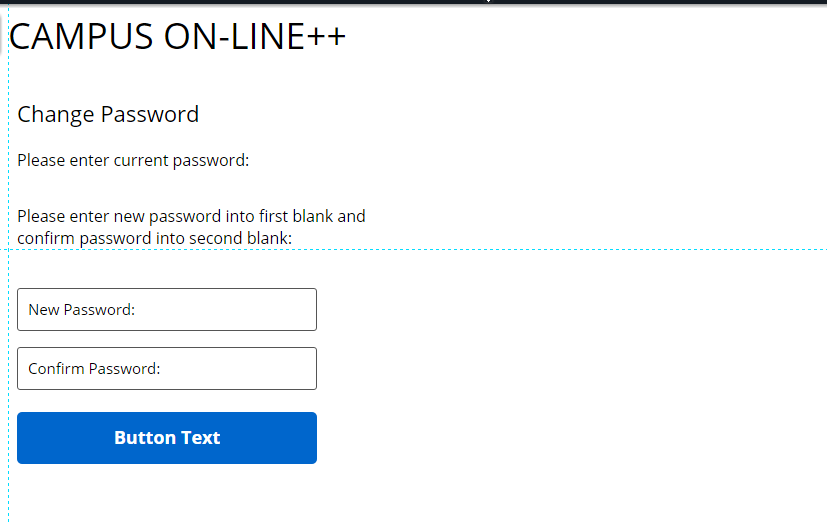 CAMPUS ON-LINE++
Change Password
Please enter current password:
Please enter new password into first blank and
confirm password into second blank:
New Password:
Confirm Password:
Button Text